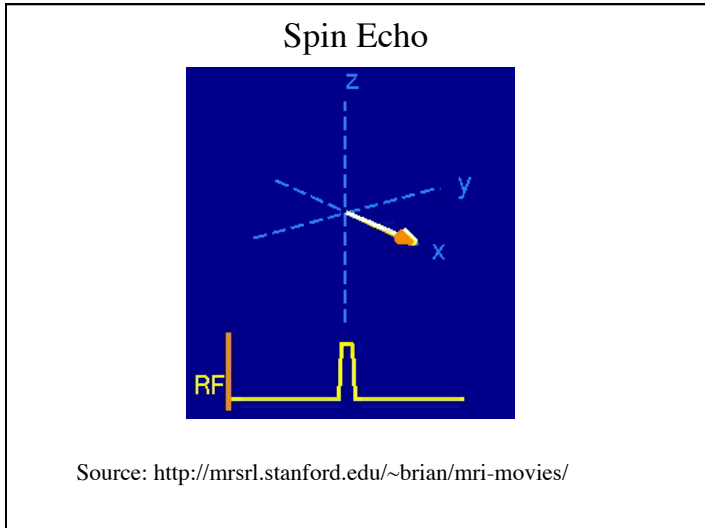 Spin Echo
z
y
x
RF
Source: http://mrsrl.stanford.edu/~brian/mri-movies/